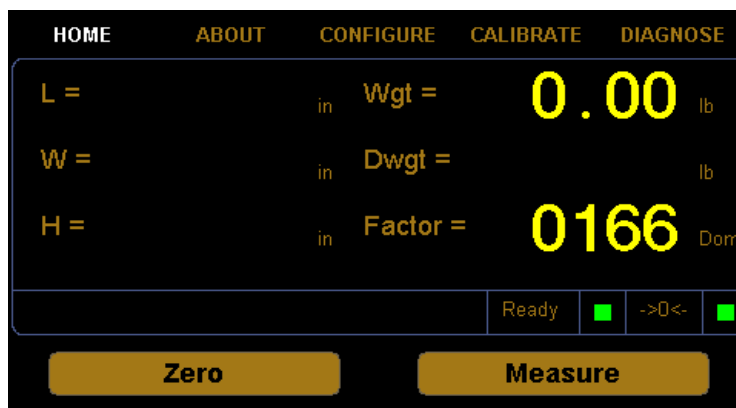 HOME ABOUT CONFIGURE CALIBRATE DIAGNOSE
L = in Wgt = 0.00 lb
W = in Dwgt = lb
H = in Factor = 0166 Dom
Ready ->0<-
Zero Measure